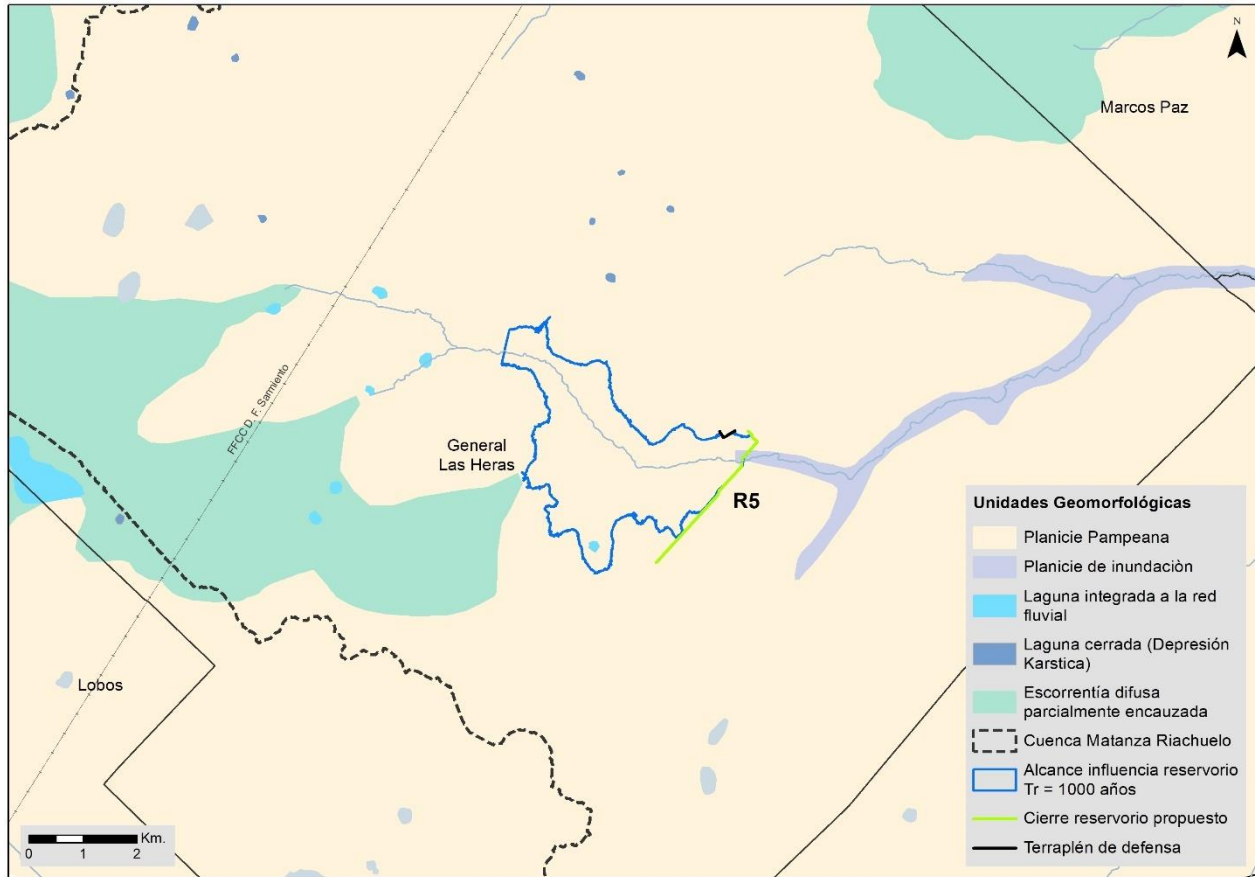 N
Marcos Paz
FFCC D. F. Sarmiento
General
Las Heras
R5
Lobos
Unidades Geomorfológicas
Planicie Pampeana
Planicie de inundaciòn
Laguna integrada a la red
fluvial
Laguna cerrada (Depresión
Karstica)
Escorrentía difusa
parcialmente encauzada
Cuenca Matanza Riachuelo
Alcance influencia reservorio
Tr = 1000 años
Cierre reservorio propuesto
Terraplén de defensa
Km.
0 1 2